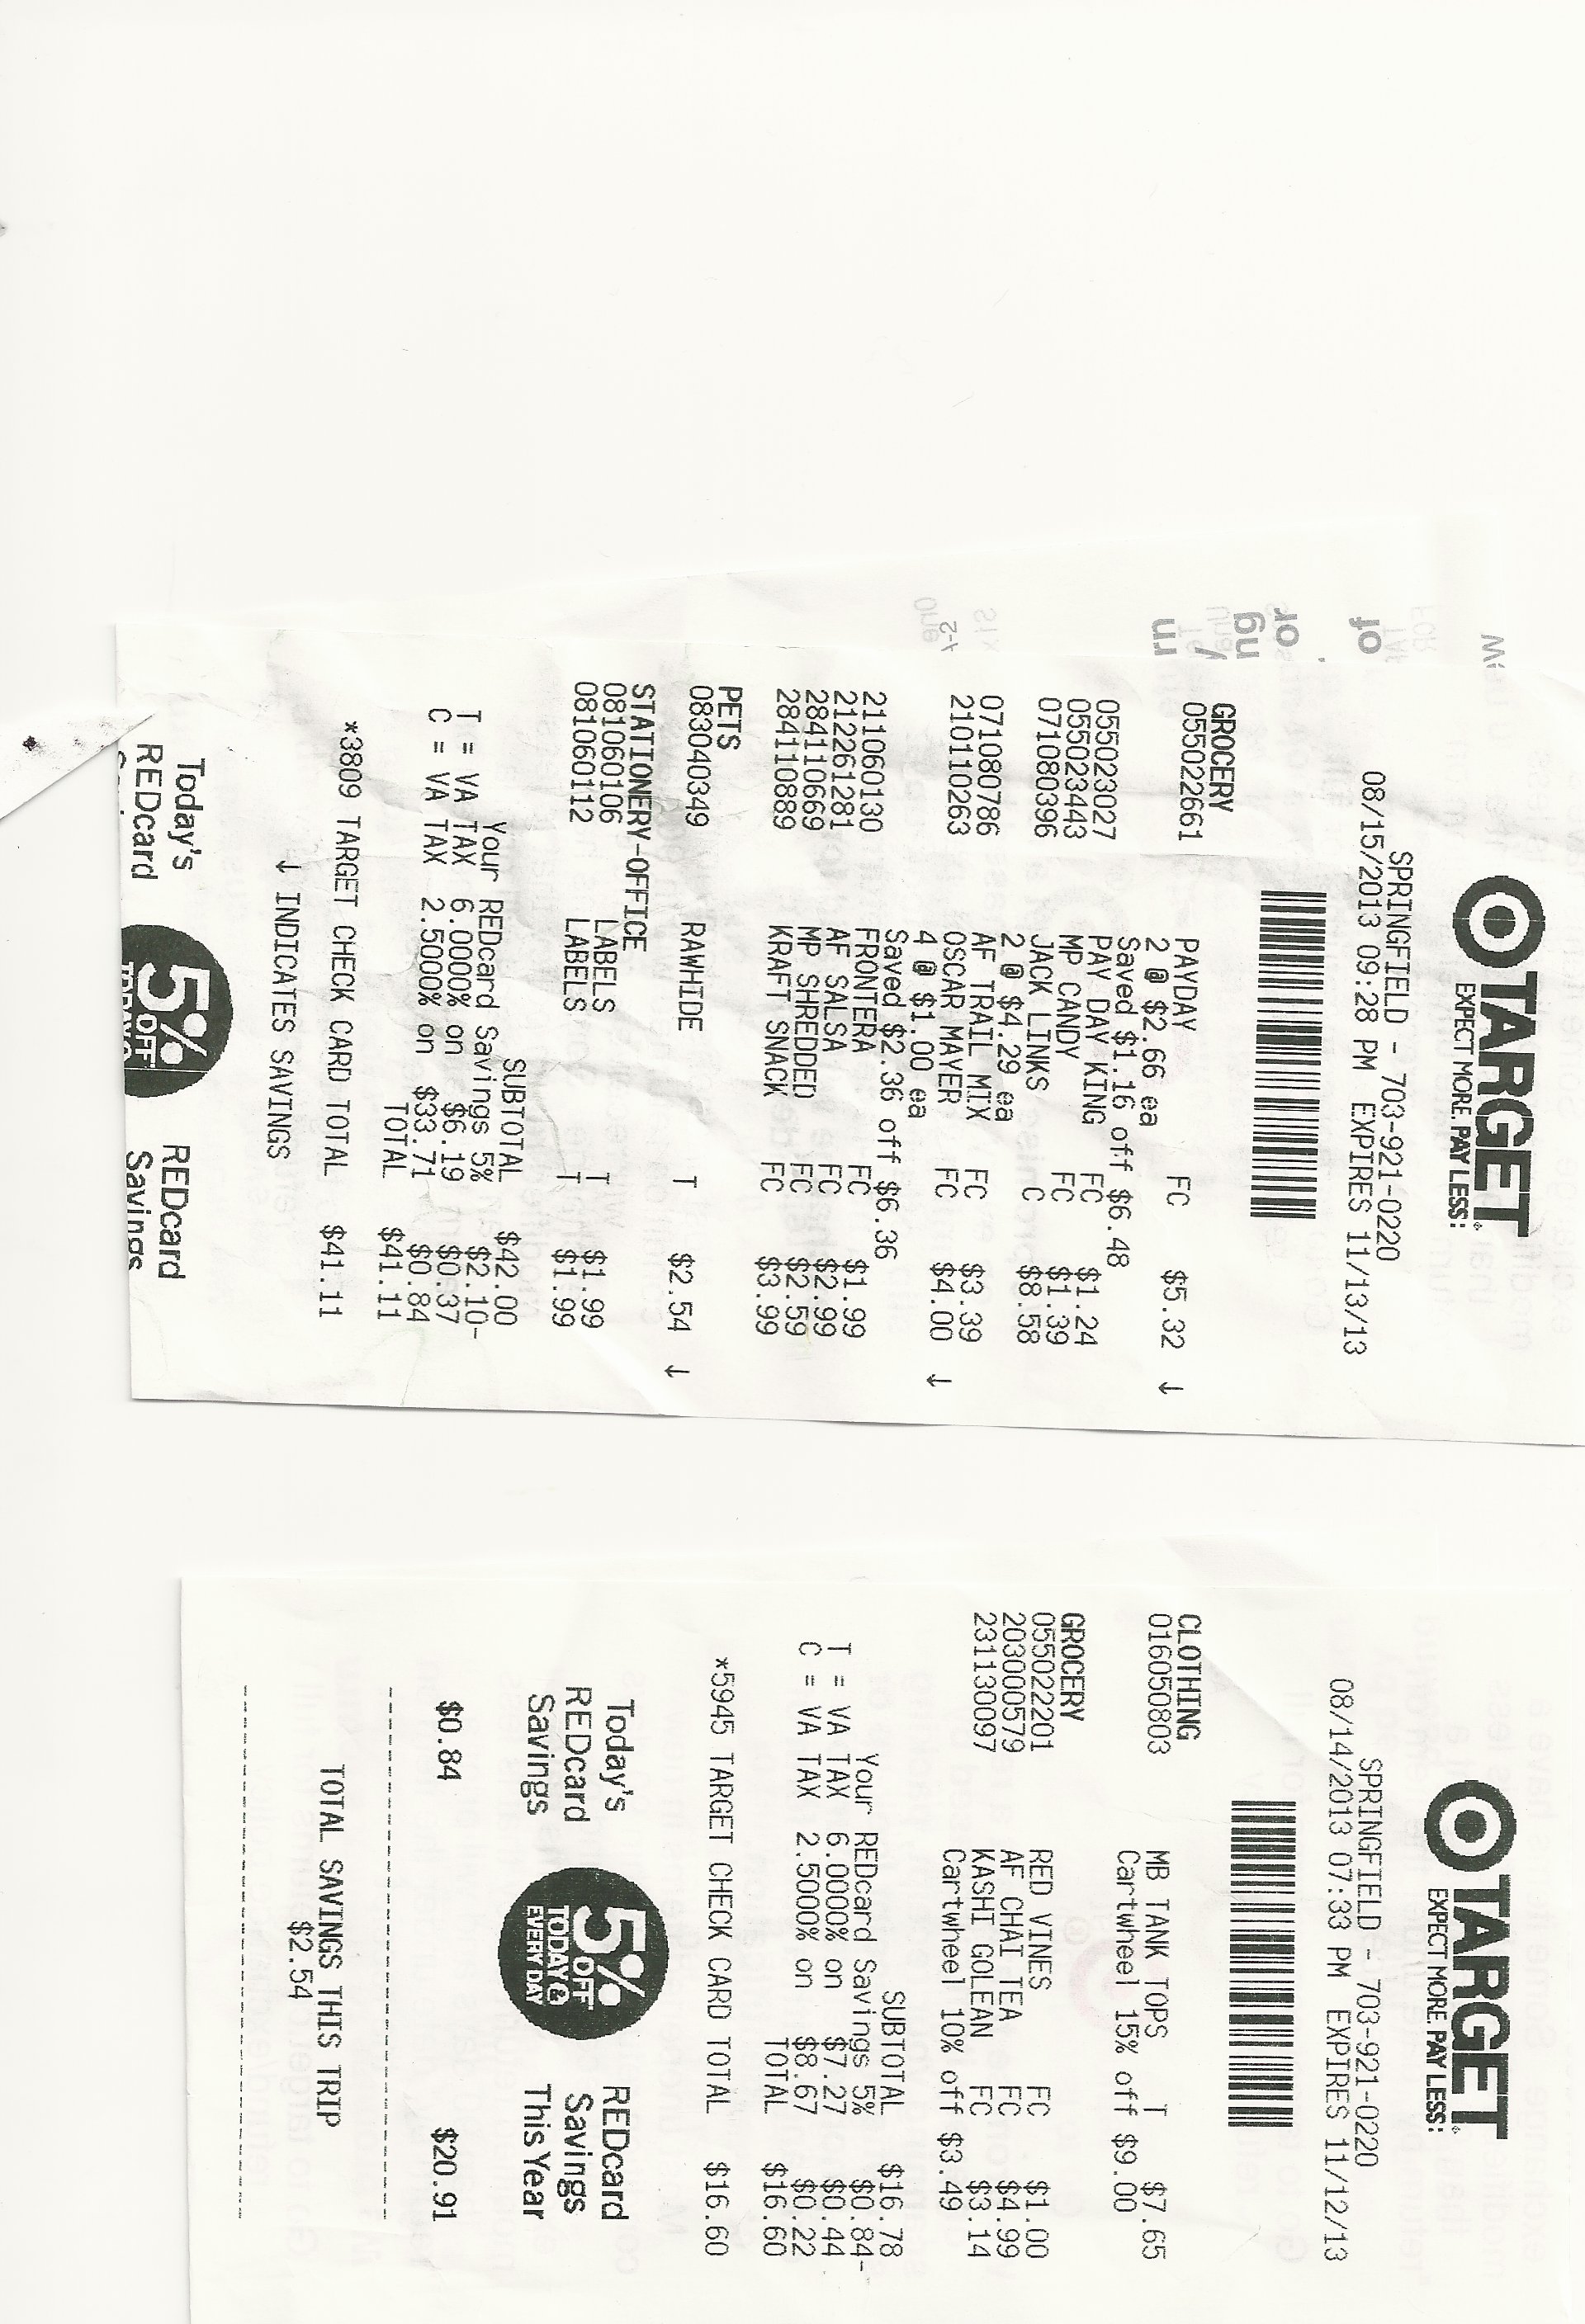 TARGET
EXPECT MORE. PAY LESS.
SPRINGFIELD - 703-921-0220
08/15/2013 09:28 PM EXPIRES 11/13/13
GROCERY
055022661 PAYDAY FC $5.32 ↓
2 @ $2.66 ea
Saved $1.16 off $6.48
055023027 PAY DAY KING FC $1.24
055023443 MP CANDY FC $1.39
071080396 JACK LINKS C $8.58
2 @ $4.29 ea
071080786 AF TRAIL MIX FC $3.39
210110263 OSCAR MAYER FC $4.00 ↓
4 @ $1.00 ea
Saved $2.36 off $6.36
211060130 FRONTERA FC $1.99
212261281 AF SALSA FC $2.99
284110669 MP SHREDDED FC $2.59
284110889 KRAFT SNACK FC $3.99
PETS
083040349 RAWHIDE T $2.54 ↓
STATIONERY-OFFICE
081060106 LABELS T $1.99
081060112 LABELS T $1.99
SUBTOTAL $42.00
Your REDcard Savings 5% $2.10-
T = VA TAX 6.0000% on $6.19 $0.37
C = VA TAX 2.5000% on $33.71 $0.84
TOTAL $41.11
*3809 TARGET CHECK CARD TOTAL $41.11
↓ INDICATES SAVINGS
Today's REDcard
REDcard 5% OFF Savings
TARGET
EXPECT MORE. PAY LESS.
SPRINGFIELD - 703-921-0220
08/14/2013 07:33 PM EXPIRES 11/12/13
CLOTHING
016050803 MB TANK TOPS T $7.65
Cartwheel 15% off $9.00
GROCERY
055022201 RED VINES FC $1.00
203000579 AF CHAI TEA FC $4.99
231130097 KASHI GOLEAN FC $3.14
Cartwheel 10% off $3.49
SUBTOTAL $16.78
Your REDcard Savings 5% $0.84-
T = VA TAX 6.0000% on $7.27 $0.44
C = VA TAX 2.5000% on $8.67 $0.22
TOTAL $16.60
*5945 TARGET CHECK CARD TOTAL $16.60
Today's REDcard
REDcard 5% OFF Savings
Savings TODAY & EVERY DAY This Year
$0.84 $20.91
TOTAL SAVINGS THIS TRIP
$2.54